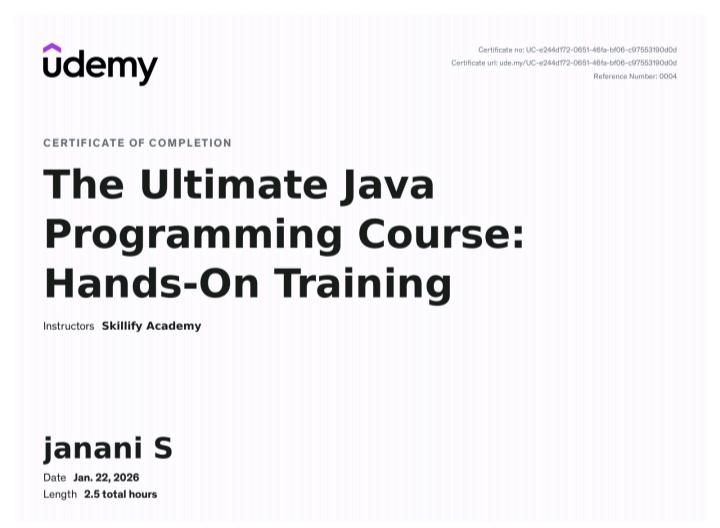 udemy
Certificate no: UC-e244d172-0651-46fa-bf06-c97553190d0d
Certificate url: ude.my/UC-e244d172-0651-46fa-bf06-c97553190d0d
Reference Number: 0004
CERTIFICATE OF COMPLETION
The Ultimate Java
Programming Course:
Hands-On Training
Instructors Skillify Academy
janani S
Date Jan. 22, 2026
Length 2.5 total hours